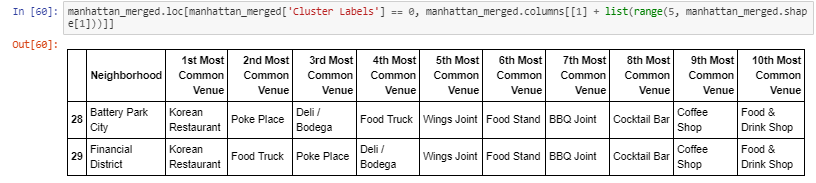 In [60]: manhattan_merged.loc[manhattan_merged['Cluster Labels'] == 0, manhattan_merged.columns[[1] + list(range(5, manhattan_merged.shap
e[1]))]]
Out[60]:
Neighborhood 1st Most Common Venue 2nd Most Common Venue 3rd Most Common Venue 4th Most Common Venue 5th Most Common Venue 6th Most Common Venue 7th Most Common Venue 8th Most Common Venue 9th Most Common Venue 10th Most Common Venue
28 Battery Park City Korean Restaurant Poke Place Deli / Bodega Food Truck Wings Joint Food Stand BBQ Joint Cocktail Bar Coffee Shop Food & Drink Shop
29 Financial District Korean Restaurant Food Truck Poke Place Deli / Bodega Wings Joint Food Stand BBQ Joint Cocktail Bar Coffee Shop Food & Drink Shop